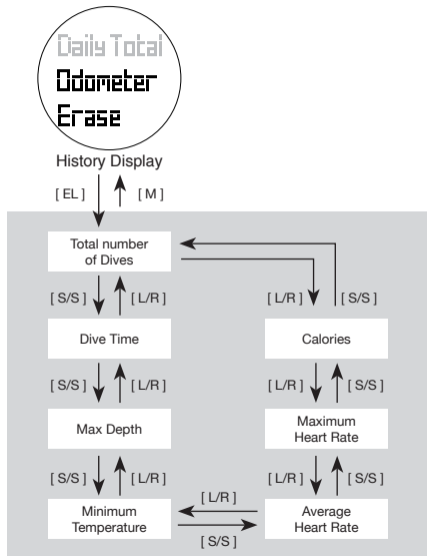 Daily Total
Odometer
Erase
History Display
[ EL ] [ M ]
Total number
of Dives
[ S/S ] [ L/R ] [ L/R ] [ S/S ]
Dive Time Calories
[ S/S ] [ L/R ] [ L/R ] [ S/S ]
Max Depth Maximum
Heart Rate
[ S/S ] [ L/R ] [ L/R ] [ S/S ]
[ L/R ]
Minimum
Temperature
Average
Heart Rate
[ S/S ]